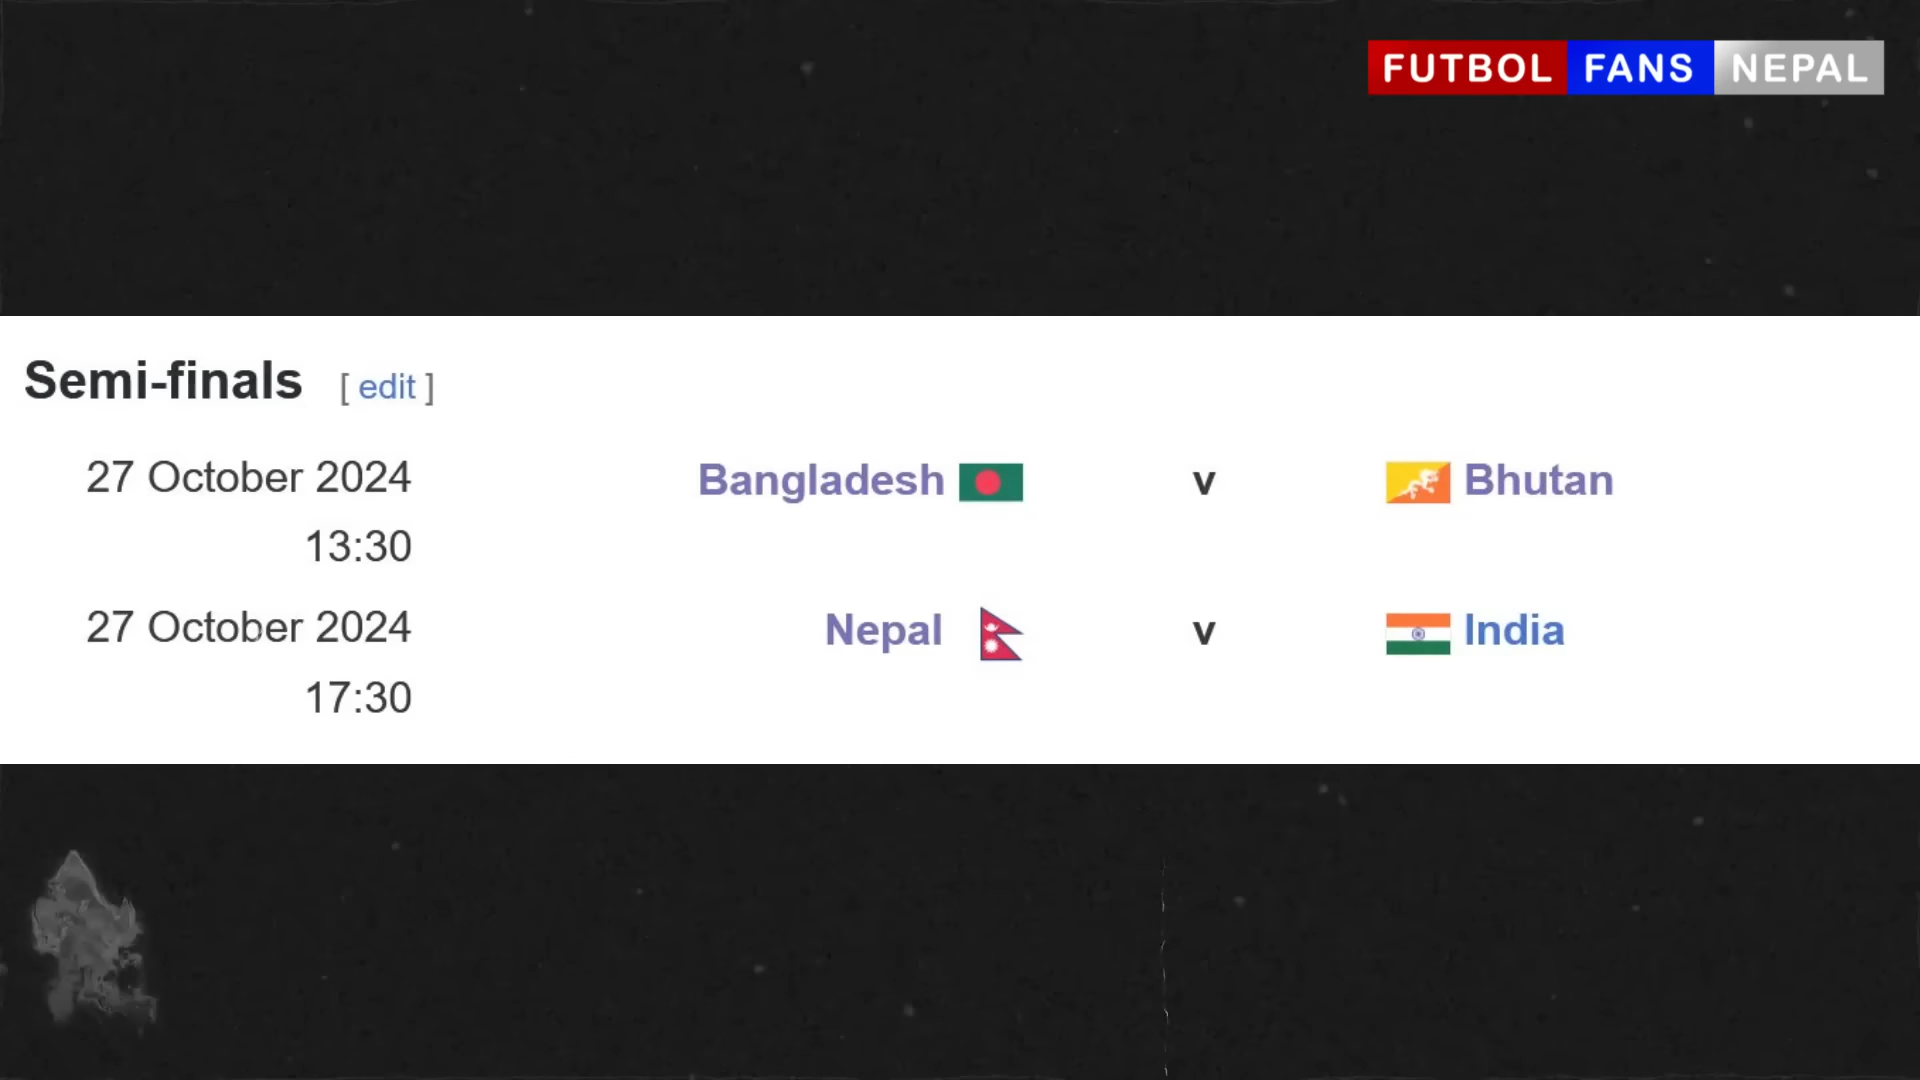 FUTBOL FANS NEPAL
Semi-finals [ edit ]
27 October 2024 Bangladesh v Bhutan
13:30
27 October 2024 Nepal v India
17:30